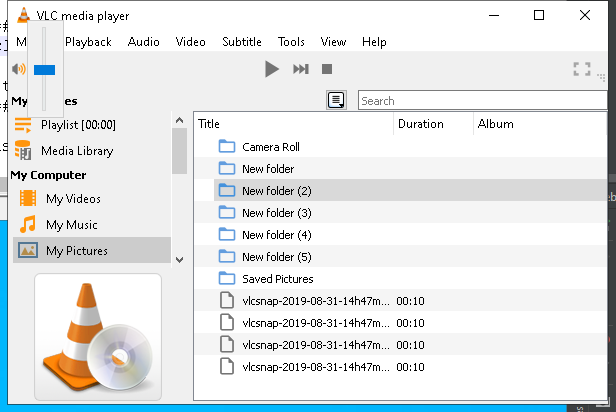 VLC media player
M Playback Audio Video Subtitle Tools View Help
My es
Search
Playlist [00:00]
Media Library
My Computer
My Videos
My Music
My Pictures
Title Duration Album
Camera Roll
New folder
New folder (2)
New folder (3)
New folder (4)
New folder (5)
Saved Pictures
vlcsnap-2019-08-31-14h47m... 00:10
vlcsnap-2019-08-31-14h47m... 00:10
vlcsnap-2019-08-31-14h47m... 00:10
vlcsnap-2019-08-31-14h47m... 00:10